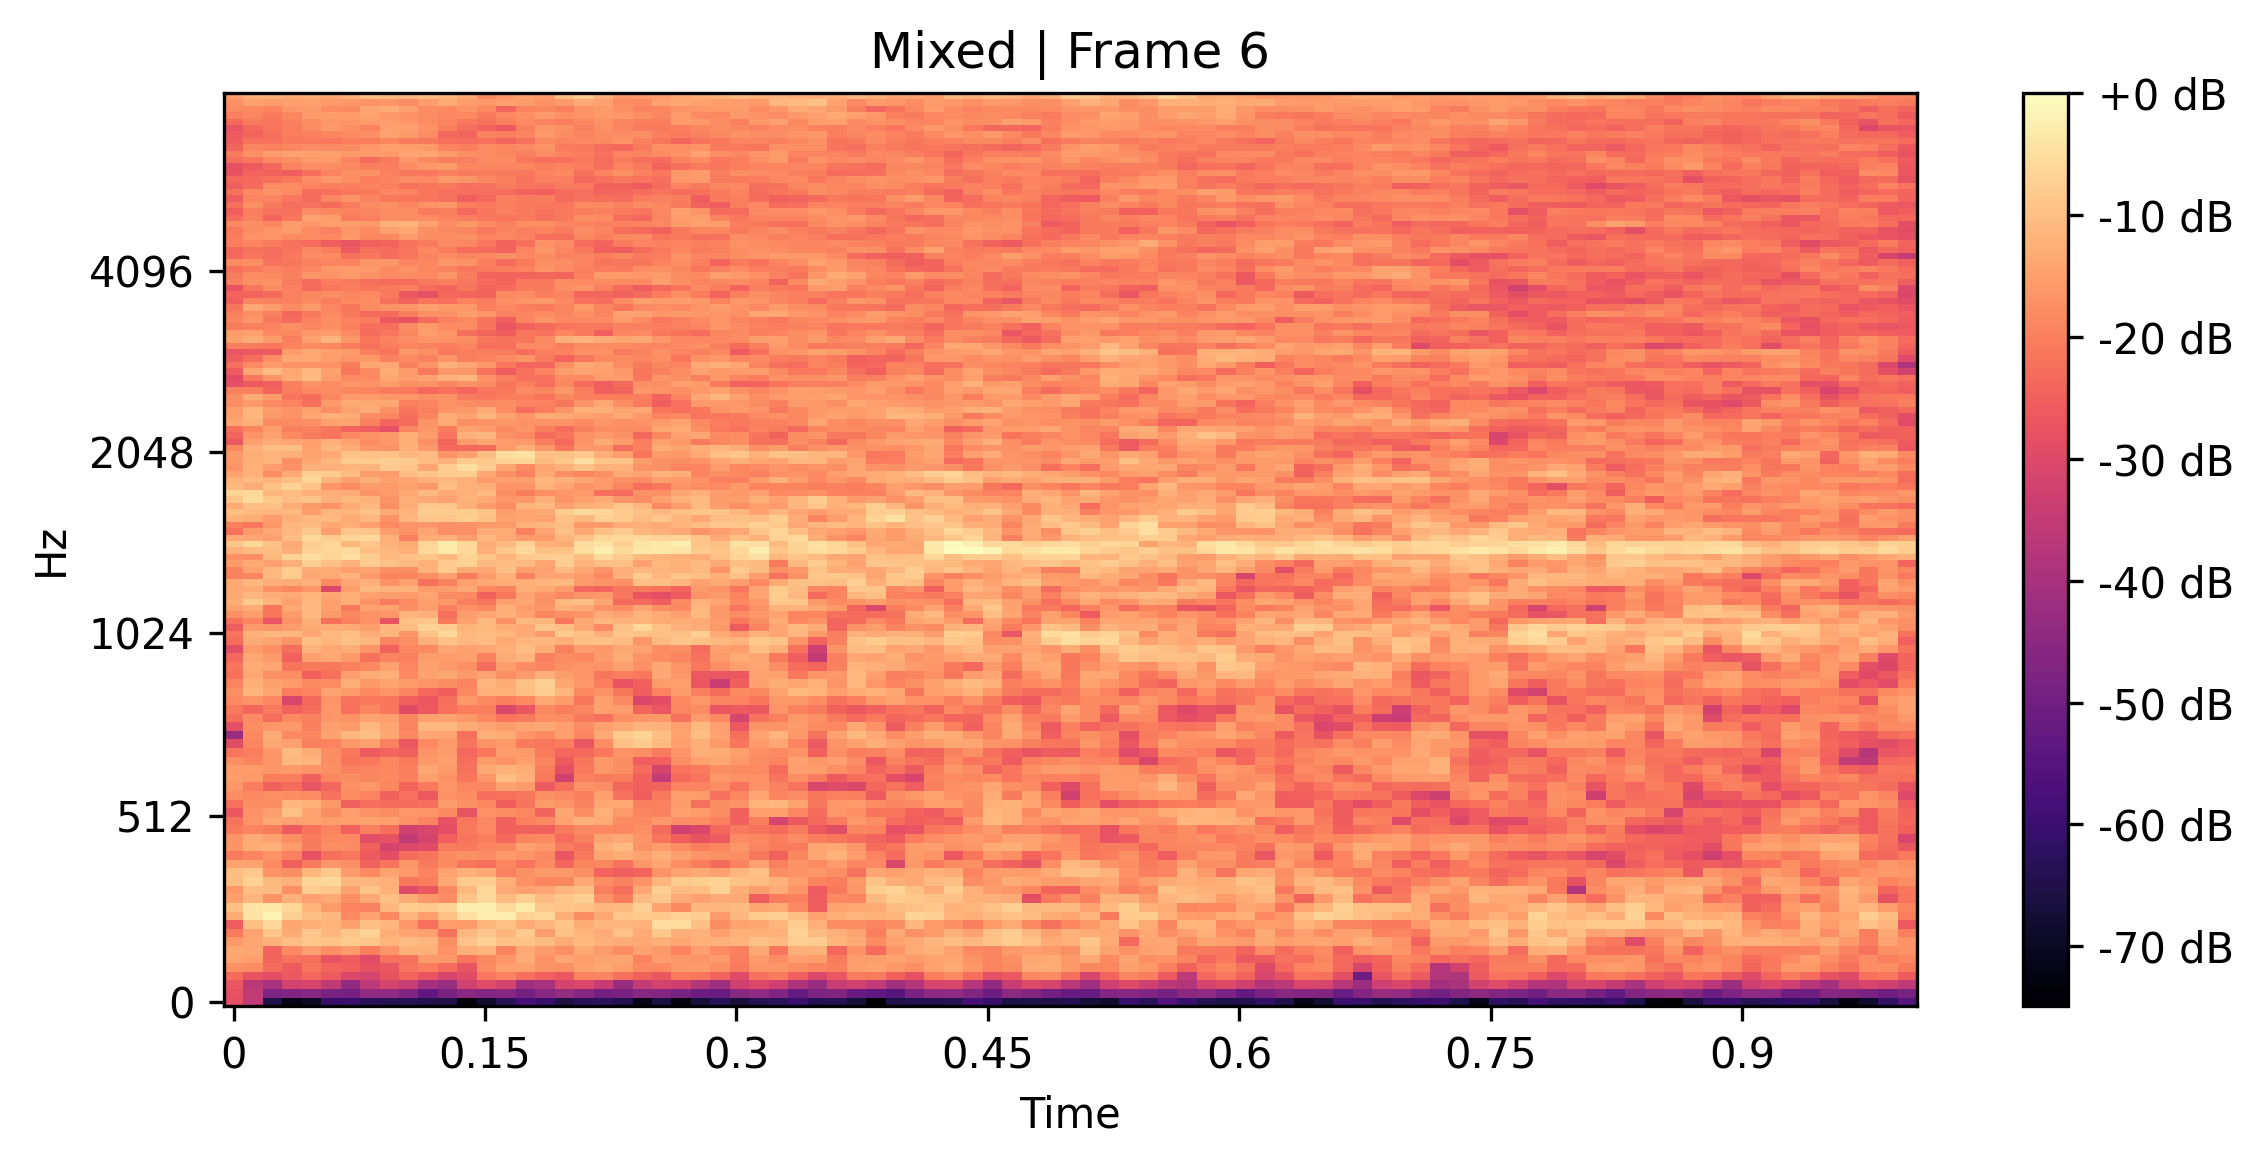 Mixed | Frame 6
+0 dB
-10 dB
-20 dB
-30 dB
-40 dB
-50 dB
-60 dB
-70 dB
Hz
4096
2048
1024
512
0
0 0.15 0.3 0.45 0.6 0.75 0.9
Time